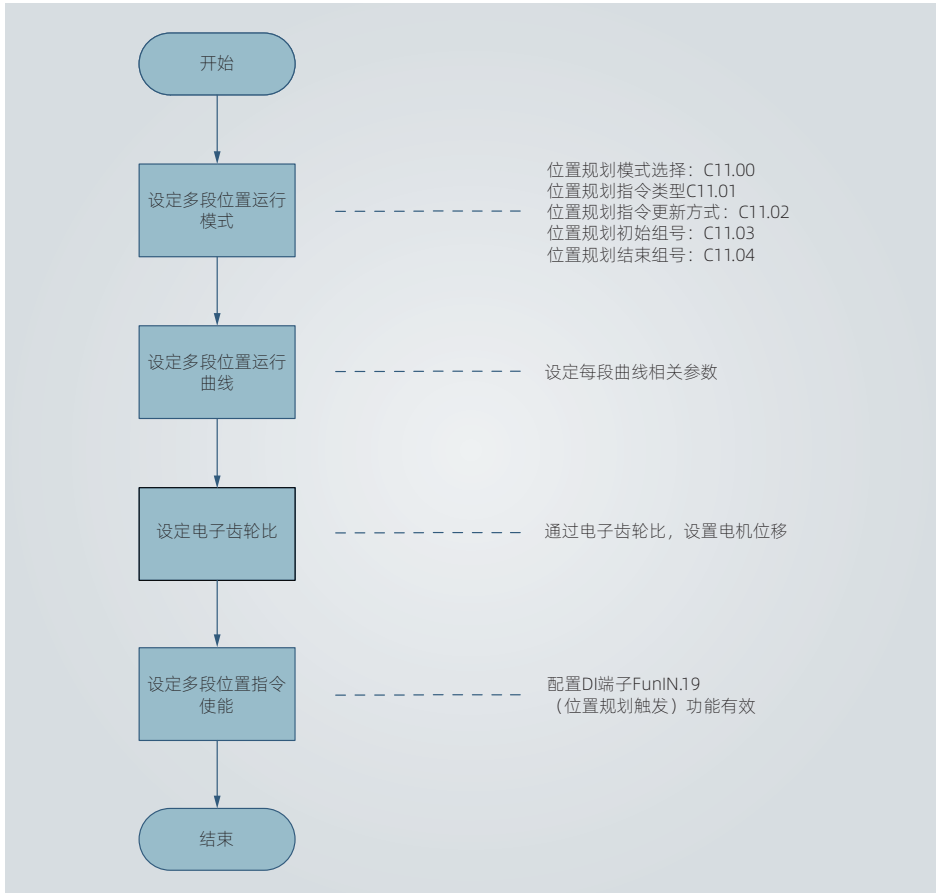 开始
设定多段位置运行
模式
位置规划模式选择：C11.00
位置规划指令类型C11.01
位置规划指令更新方式：C11.02
位置规划初始组号：C11.03
位置规划结束组号：C11.04
设定多段位置运行
曲线
设定每段曲线相关参数
设定电子齿轮比
通过电子齿轮比，设置电机位移
设定多段位置指令
使能
配置DI端子FunIN.19
（位置规划触发）功能有效
结束